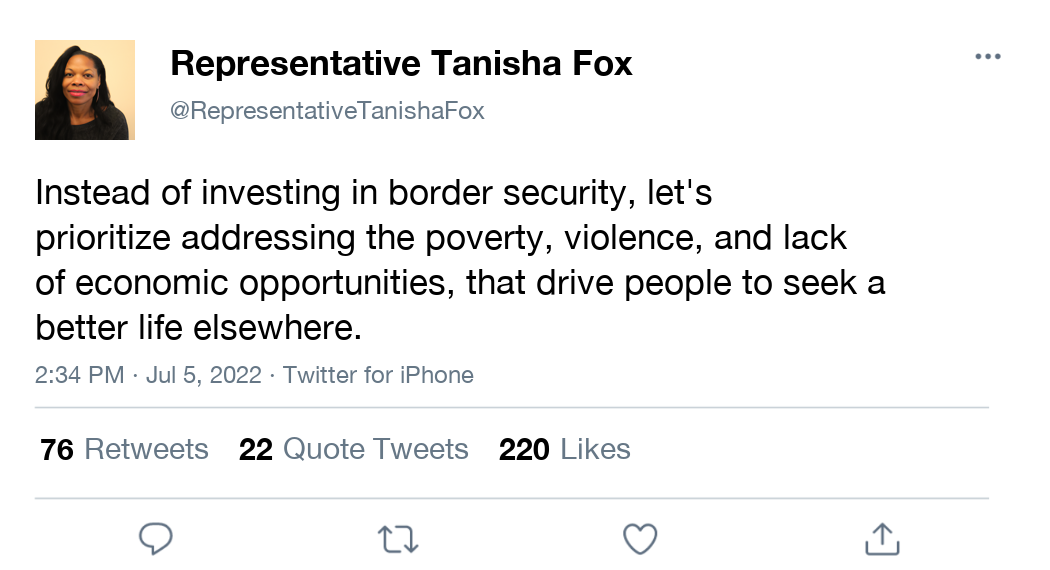 Representative Tanisha Fox
@RepresentativeTanishaFox
Instead of investing in border security, let's
prioritize addressing the poverty, violence, and lack
of economic opportunities, that drive people to seek a
better life elsewhere.
2:34 PM · Jul 5, 2022 · Twitter for iPhone
76 Retweets 22 Quote Tweets 220 Likes